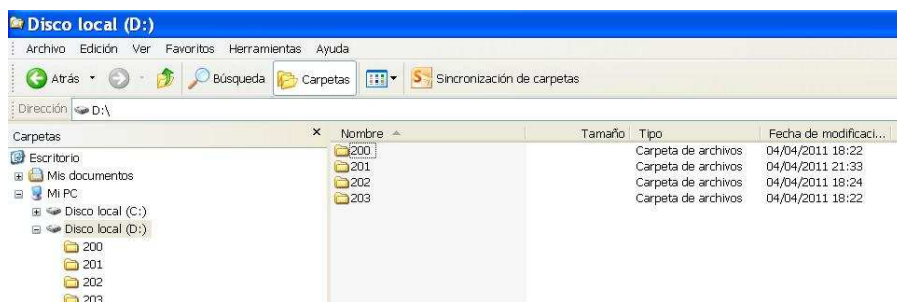 Disco local (D:)
Archivo Edición Ver Favoritos Herramientas Ayuda
Atrás Búsqueda Carpetas Sincronización de carpetas
Dirección D:\
Carpetas
Escritorio
Mis documentos
Mi PC
Disco local (C:)
Disco local (D:)
200
201
202
203
Nombre Tamaño Tipo Fecha de modificaci...
200 Carpeta de archivos 04/04/2011 18:22
201 Carpeta de archivos 04/04/2011 21:33
202 Carpeta de archivos 04/04/2011 18:24
203 Carpeta de archivos 04/04/2011 18:22